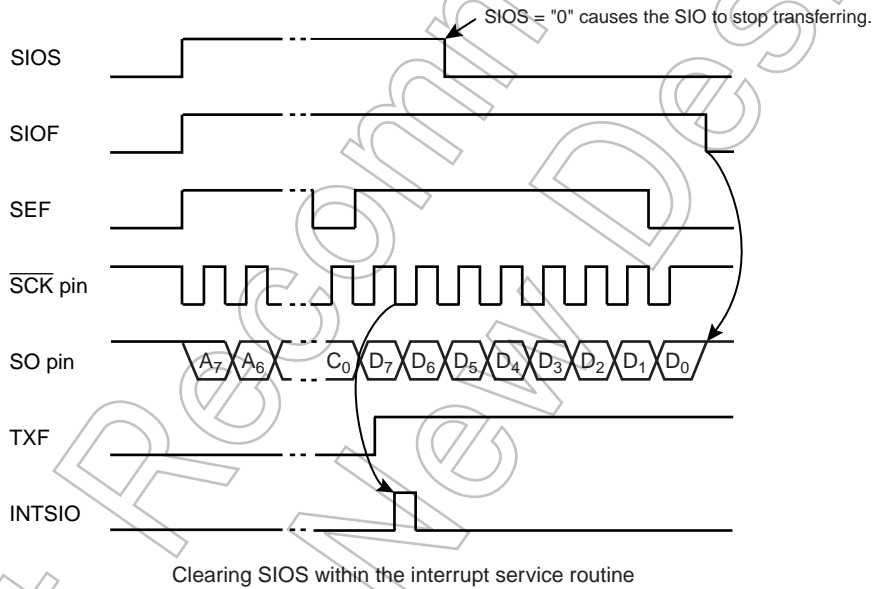 SIOS = "0" causes the SIO to stop transferring.
SIOS
SIOF
SEF
SCK pin
SO pin
A7 A6 C0 D7 D6 D5 D4 D3 D2 D1 D0
TXF
INTSIO
Clearing SIOS within the interrupt service routine